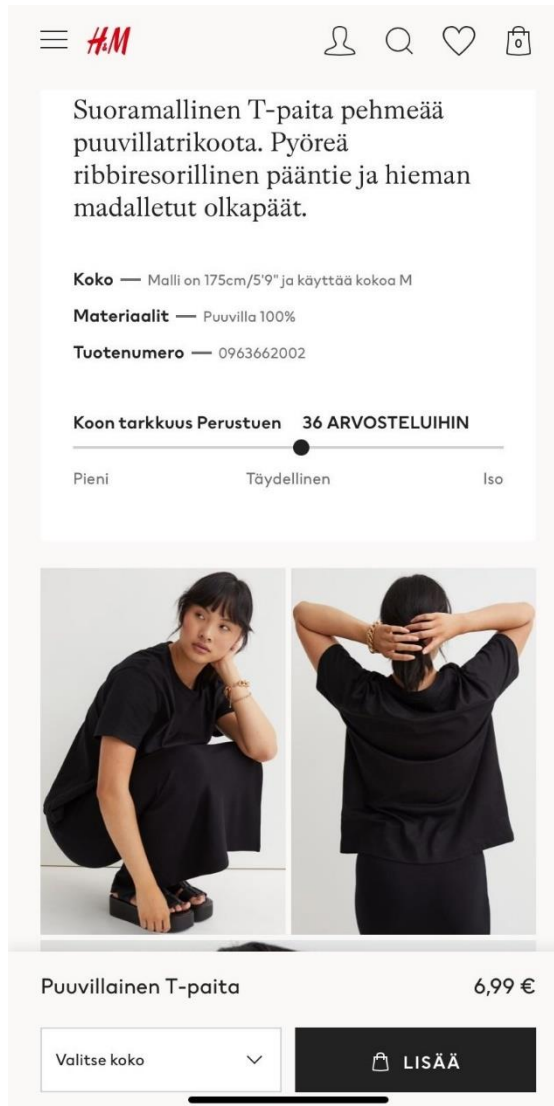 H&M
0
Suoramallinen T-paita pehmeää
puuvillatrikoota. Pyöreä
ribbiresorillinen pääntie ja hieman
madalletut olkapäät.
Koko — Malli on 175cm/5'9" ja käyttää kokoa M
Materiaalit — Puuvilla 100%
Tuotenumero — 0963662002
Koon tarkkuus Perustuen 36 ARVOSTELUIHIN
Pieni Täydellinen Iso
Puuvillainen T-paita 6,99 €
Valitse koko LISÄÄ